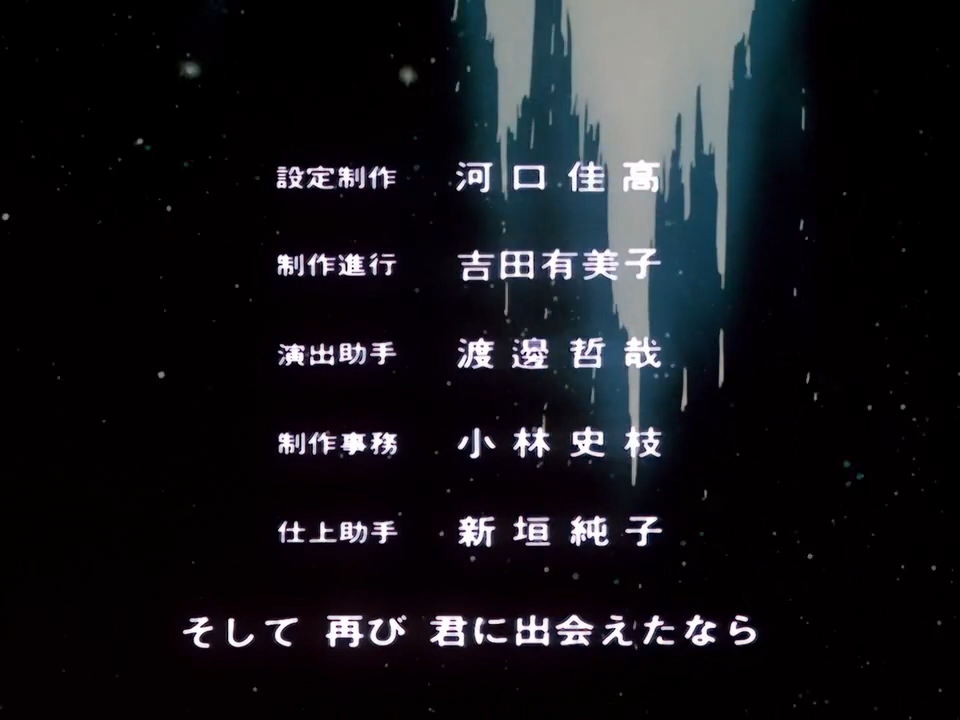 設定制作 河口佳高
制作進行 吉田有美子
演出助手 渡邊哲哉
制作事務 小林史枝
仕上助手 新垣純子
そして 再び 君に出会えたなら